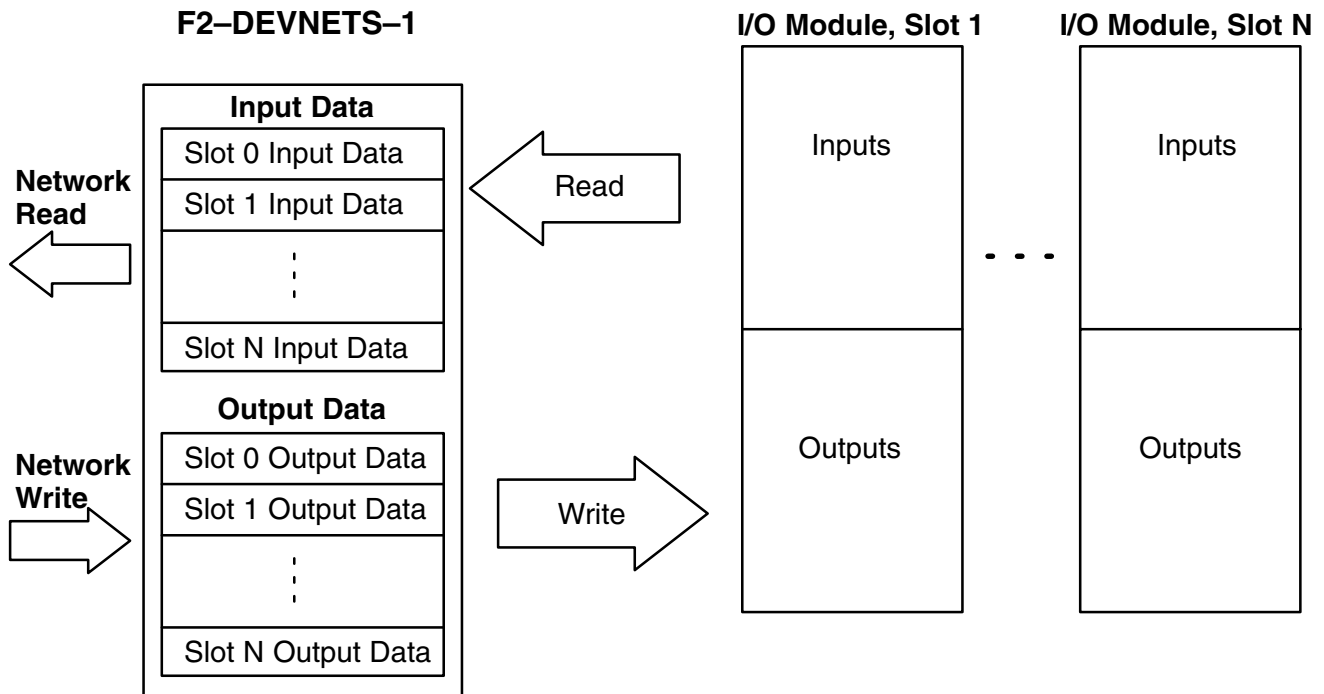 F2–DEVNETS–1
I/O Module, Slot 1
I/O Module, Slot N
Input Data
Slot 0 Input Data
Slot 1 Input Data
Slot N Input Data
Network
Read
Read
Inputs
Inputs
Output Data
Slot 0 Output Data
Slot 1 Output Data
Slot N Output Data
Network
Write
Write
Outputs
Outputs